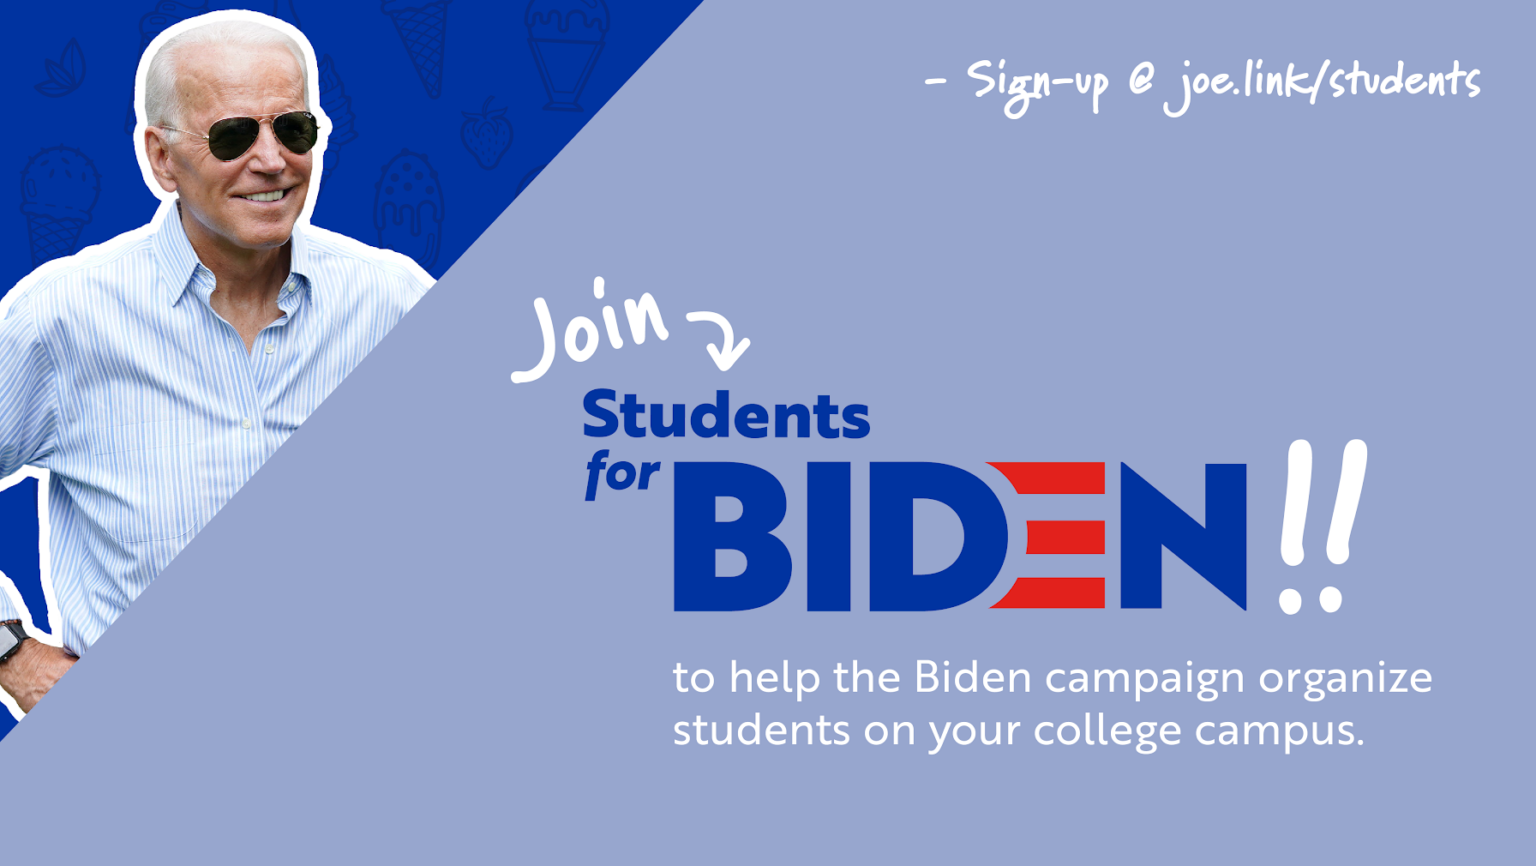 - Sign-up @ joe.link/students
Join
Students
for BIDEN!!
to help the Biden campaign organize
students on your college campus.